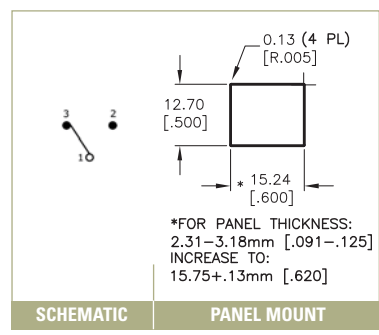 0.13 (4 PL)
[R.005]
12.70
[.500]
3
2
1
* 15.24
[.600]
*FOR PANEL THICKNESS:
2.31–3.18mm [.091–.125]
INCREASE TO:
15.75+.13mm [.620]
SCHEMATIC
PANEL MOUNT